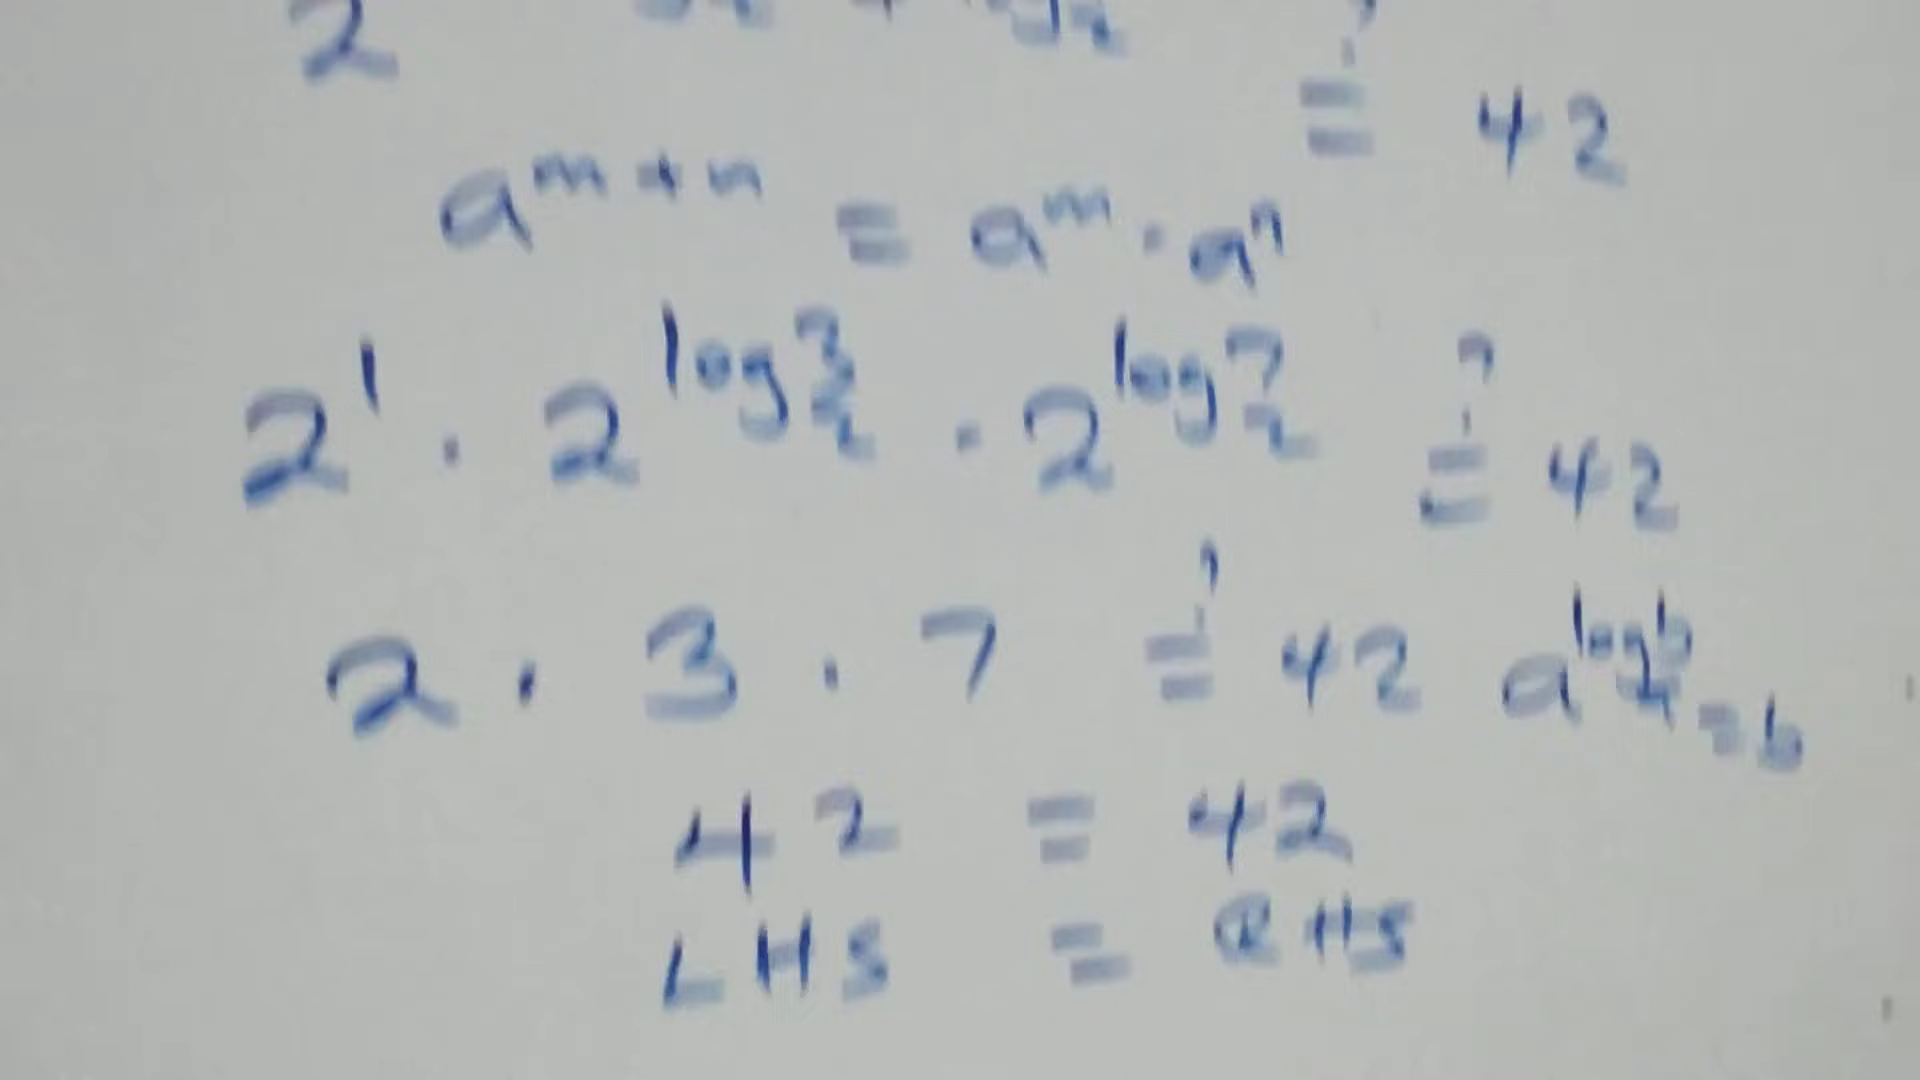 2
≟ 42
a^{m+n} = a^m · a^n
2^1 · 2^{log_2 3} · 2^{log_2 7} ≟ 42
2 · 3 · 7 ≟ 42 a^{log_a b} = b
42 = 42
LHS = RHS